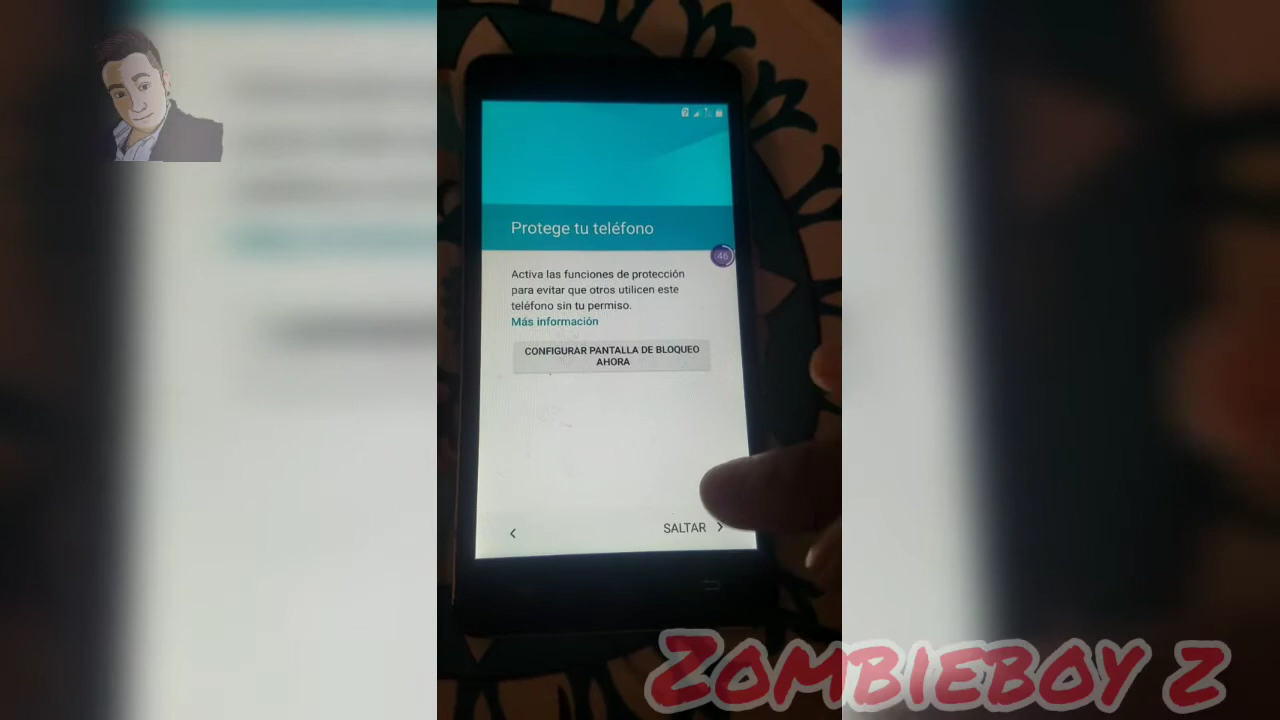 Protege tu teléfono
46
Activa las funciones de protección
para evitar que otros utilicen este
teléfono sin tu permiso.
Más información
CONFIGURAR PANTALLA DE BLOQUEO
AHORA
SALTAR
ZOMBIEBOY Z